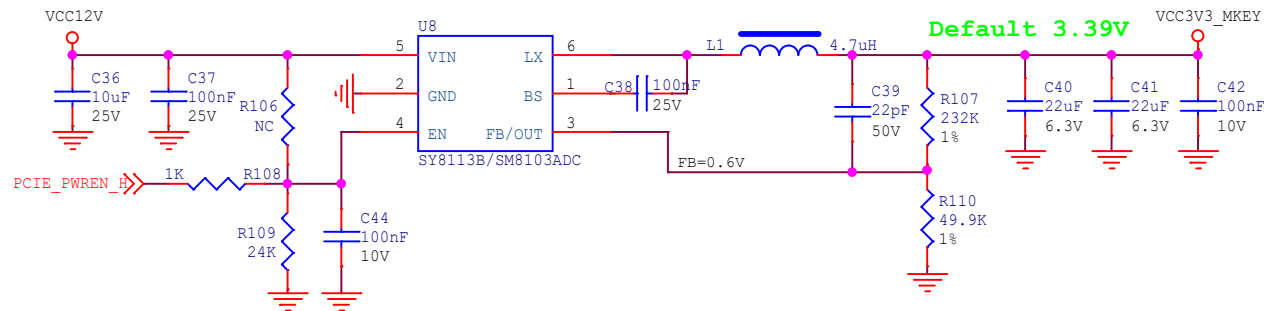 VCC12V
U8
Default 3.39V
VCC3V3_MKEY
5
VIN
LX
6
L1
4.7uH
C36
10uF
25V
C37
100nF
25V
R106
NC
2
GND
BS
1
C38
100nF
25V
4
EN
FB/OUT
3
SY8113B/SM8103ADC
C39
22pF
50V
R107
232K
1%
C40
22uF
6.3V
C41
22uF
6.3V
C42
100nF
10V
FB=0.6V
PCIE_PWREN_H
1K
R108
R109
24K
C44
100nF
10V
R110
49.9K
1%